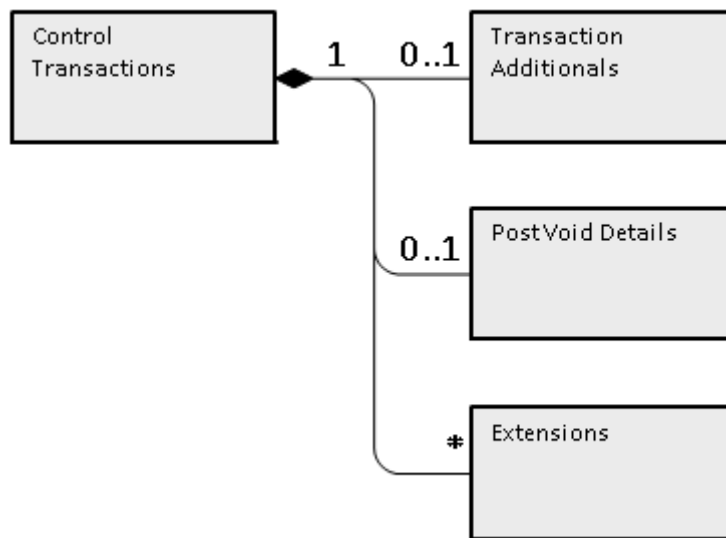 Control
Transactions
1
0..1
Transaction
Additionals
0..1
PostVoid Details
*
Extensions